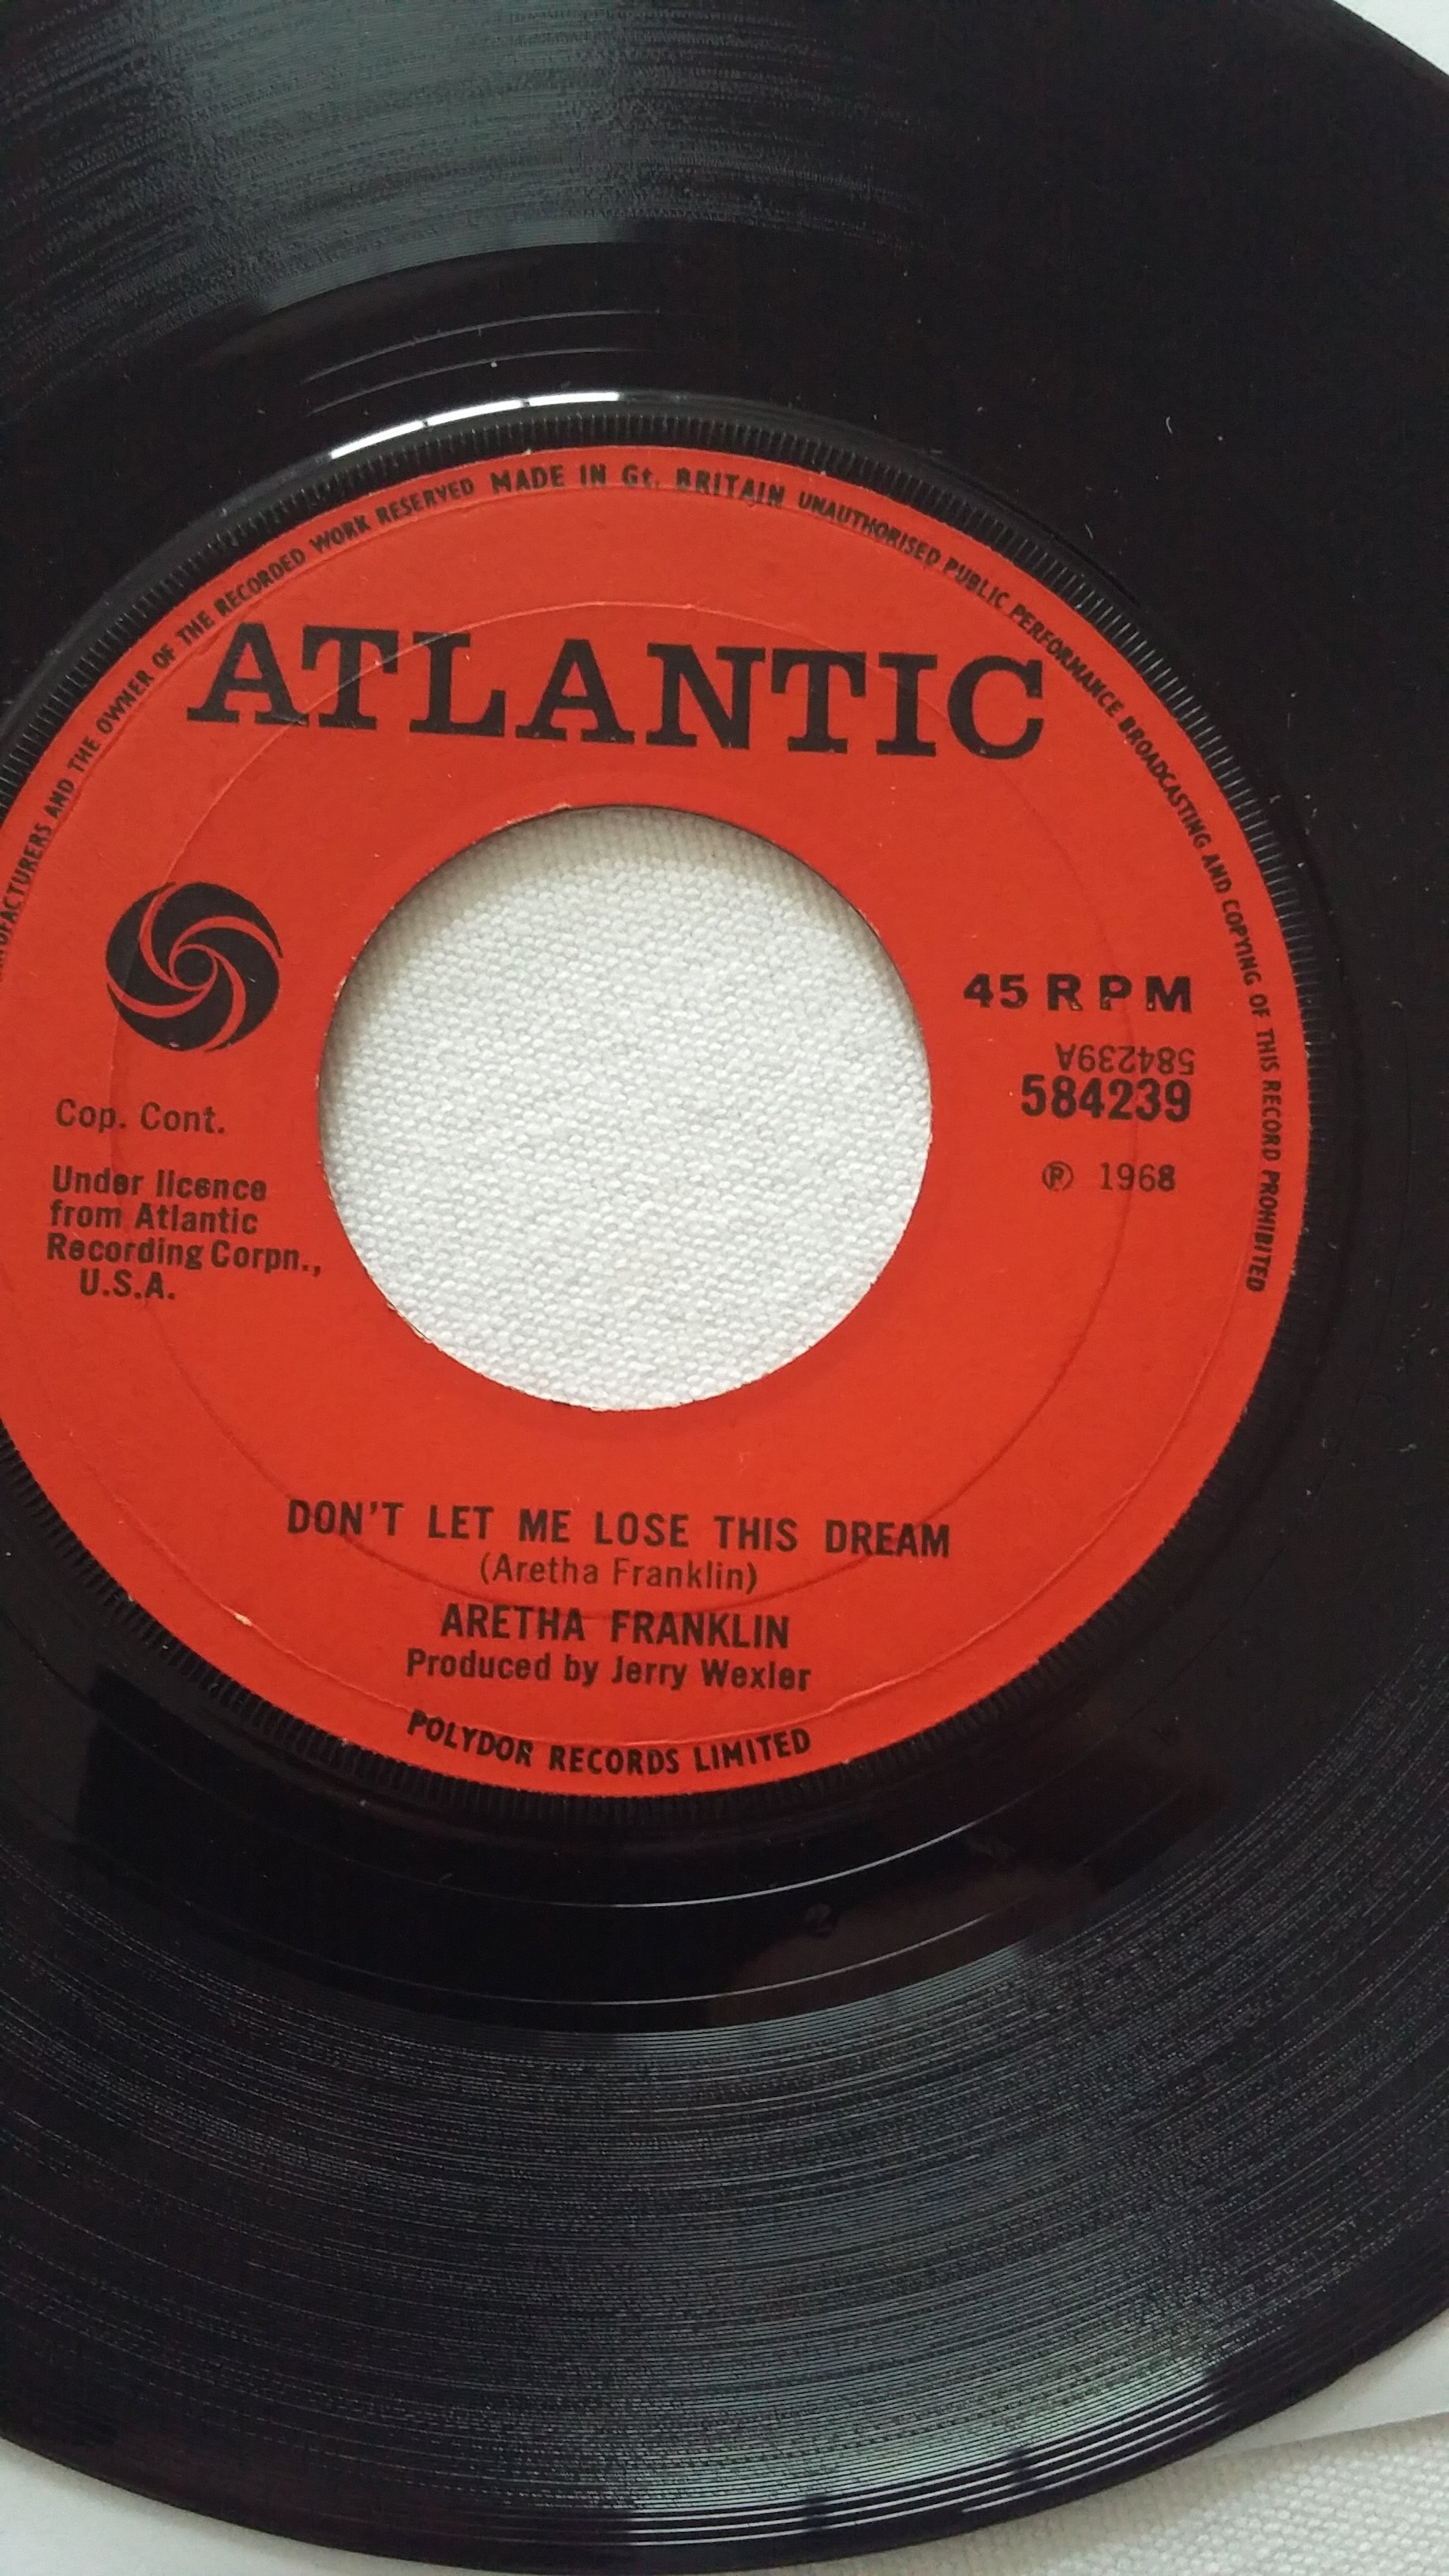 FACTURERS AND THE OWNER OF THE RECORDED WORK RESERVED MADE IN Gt. BRITAIN UNAUTHORISED PUBLIC PERFORMANCE BROADCASTING AND COPYING OF THIS RECORD PROHIBITED
ATLANTIC
45 RPM
584239A
584239
℗ 1968
Cop. Cont.
Under licence
from Atlantic
Recording Corpn.,
U.S.A.
DON'T LET ME LOSE THIS DREAM
(Aretha Franklin)
ARETHA FRANKLIN
Produced by Jerry Wexler
POLYDOR RECORDS LIMITED